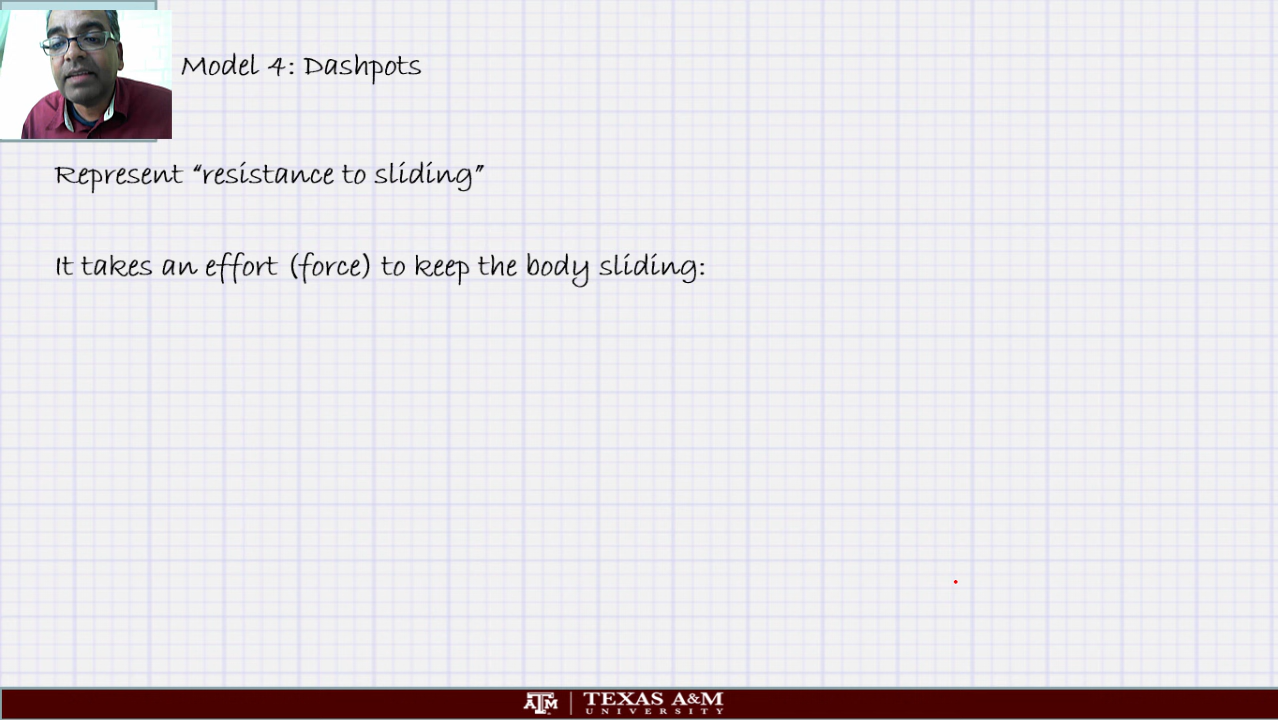 Model 4: Dashpots
Represent “resistance to sliding”
It takes an effort (force) to keep the body sliding:
ATM | TEXAS A&M
UNIVERSITY